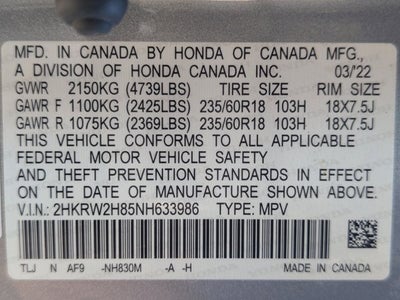 MFD. IN CANADA BY HONDA OF CANADA MFG.,
A DIVISION OF HONDA CANADA INC. 03/22
GVWR 2150KG (4739LBS) TIRE SIZE RIM SIZE
GAWR F 1100KG (2425LBS) 235/60R18 103H 18X7.5J
GAWR R 1075KG (2369LBS) 235/60R18 103H 18X7.5J
THIS VEHICLE CONFORMS TO ALL APPLICABLE
FEDERAL MOTOR VEHICLE SAFETY
AND THEFT PREVENTION STANDARDS IN EFFECT
ON THE DATE OF MANUFACTURE SHOWN ABOVE.
V.I.N.: 2HKRW2H85NH633986 TYPE: MPV
TLJ N AF9 -NH830M -A -H MADE IN CANADA